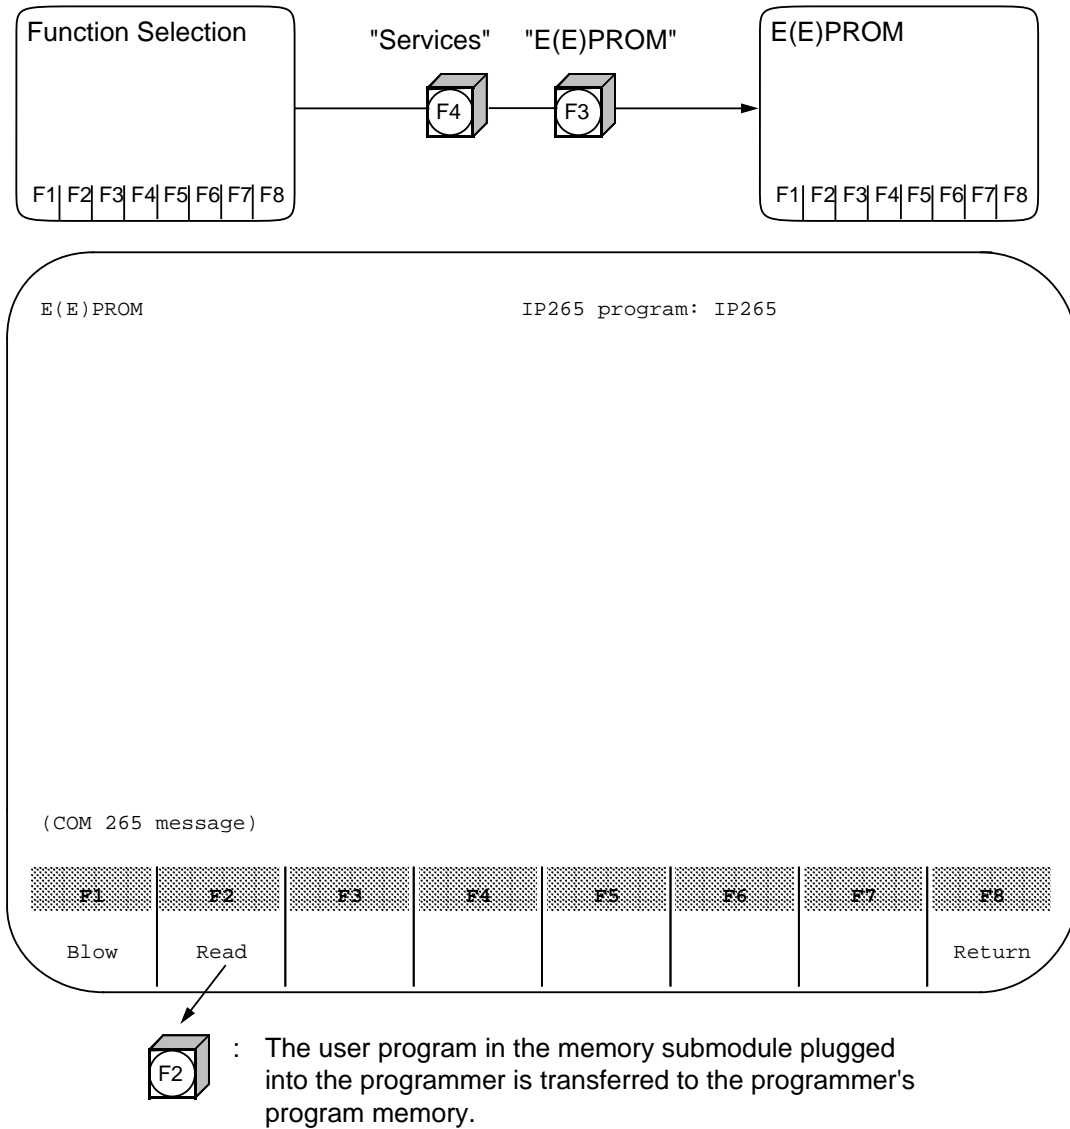 Function Selection
"Services" "E(E)PROM"
E(E)PROM
F4 F3
F1 F2 F3 F4 F5 F6 F7 F8
F1 F2 F3 F4 F5 F6 F7 F8
E(E)PROM IP265 program: IP265
(COM 265 message)
F1 F2 F3 F4 F5 F6 F7 F8
Blow Read Return
F2 : The user program in the memory submodule plugged
into the programmer is transferred to the programmer's
program memory.